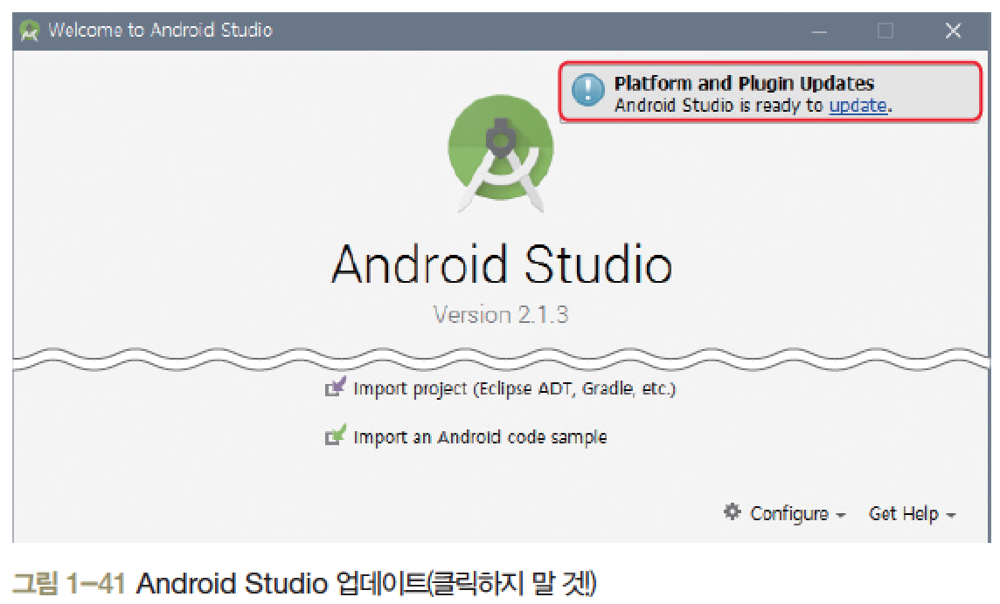 Welcome to Android Studio
Platform and Plugin Updates
Android Studio is ready to update.
Android Studio
Version 2.1.3
Import project (Eclipse ADT, Gradle, etc.)
Import an Android code sample
Configure
Get Help
그림 1-41 Android Studio 업데이트(클릭하지 말 것!)